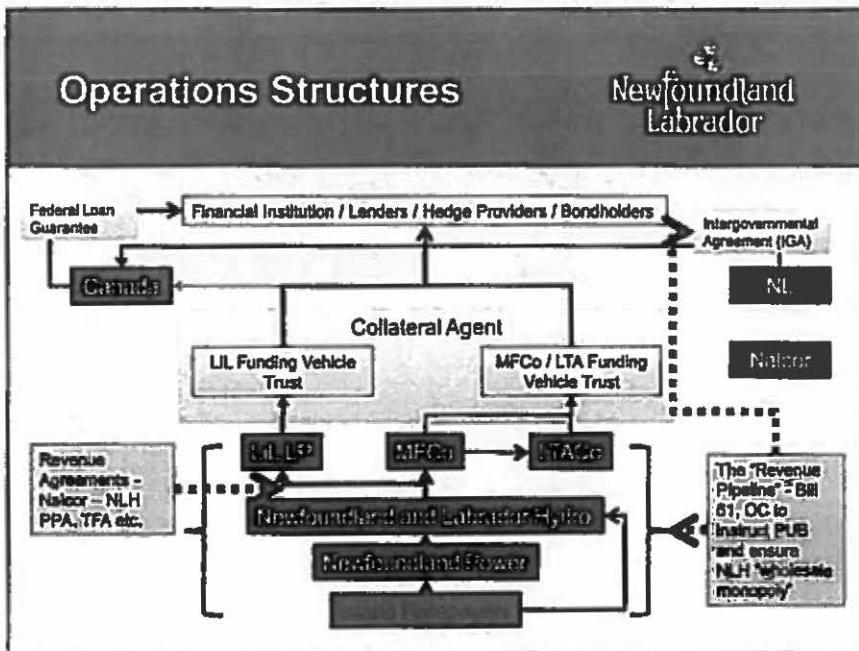 Operations Structures
Newfoundland
Labrador
Federal Loan
Guarantee
Financial Institution / Lenders / Hedge Providers / Bondholders
Intergovernmental
Agreement (IGA)
Canada
NL
Collateral Agent
Nalcor
LIL Funding Vehicle
Trust
MFCo / LTA Funding
Vehicle Trust
LIL LP
MFCo
LTACo
Revenue
Agreements –
Nalcor – NLH
PPA, TFA etc.
The "Revenue
Pipeline" - Bill
61, OC to
Instruct PUB
and ensure
NLH "wholesale
monopoly"
Newfoundland and Labrador Hydro
Newfoundland Power